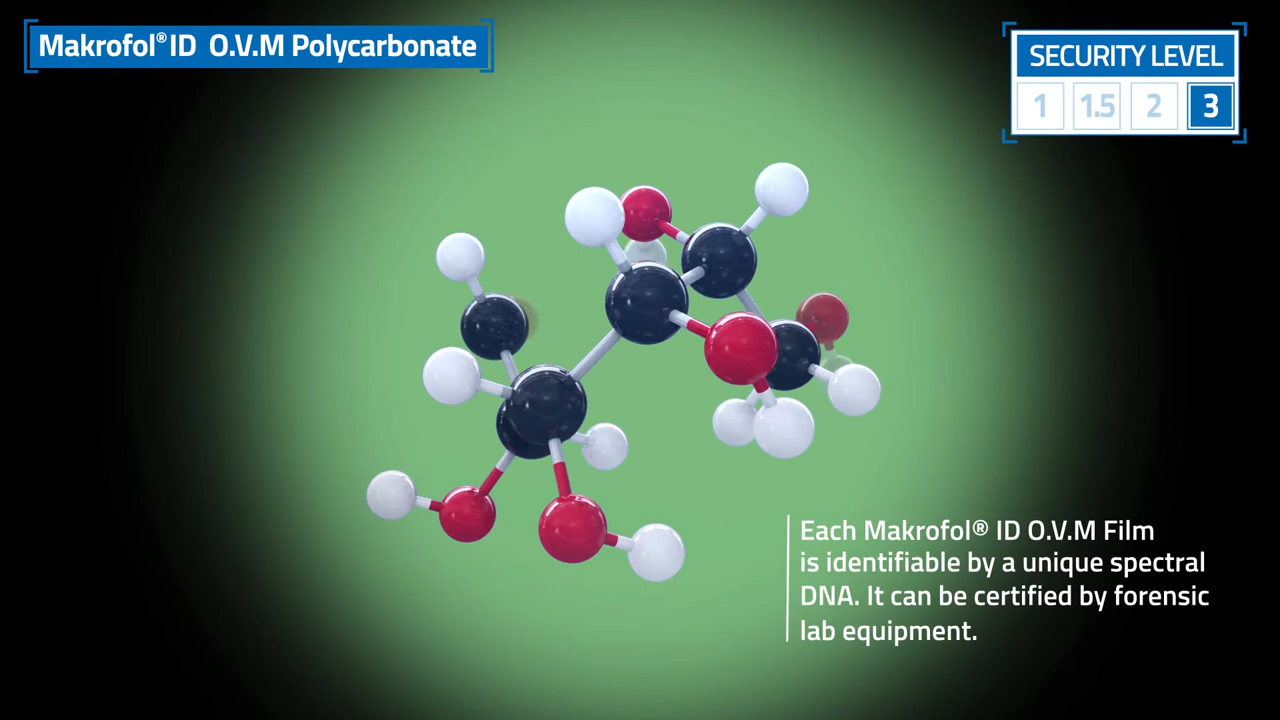 Makrofol® ID O.V.M Polycarbonate
SECURITY LEVEL
1 1.5 2 3
Each Makrofol® ID O.V.M Film
is identifiable by a unique spectral
DNA. It can be certified by forensic
lab equipment.